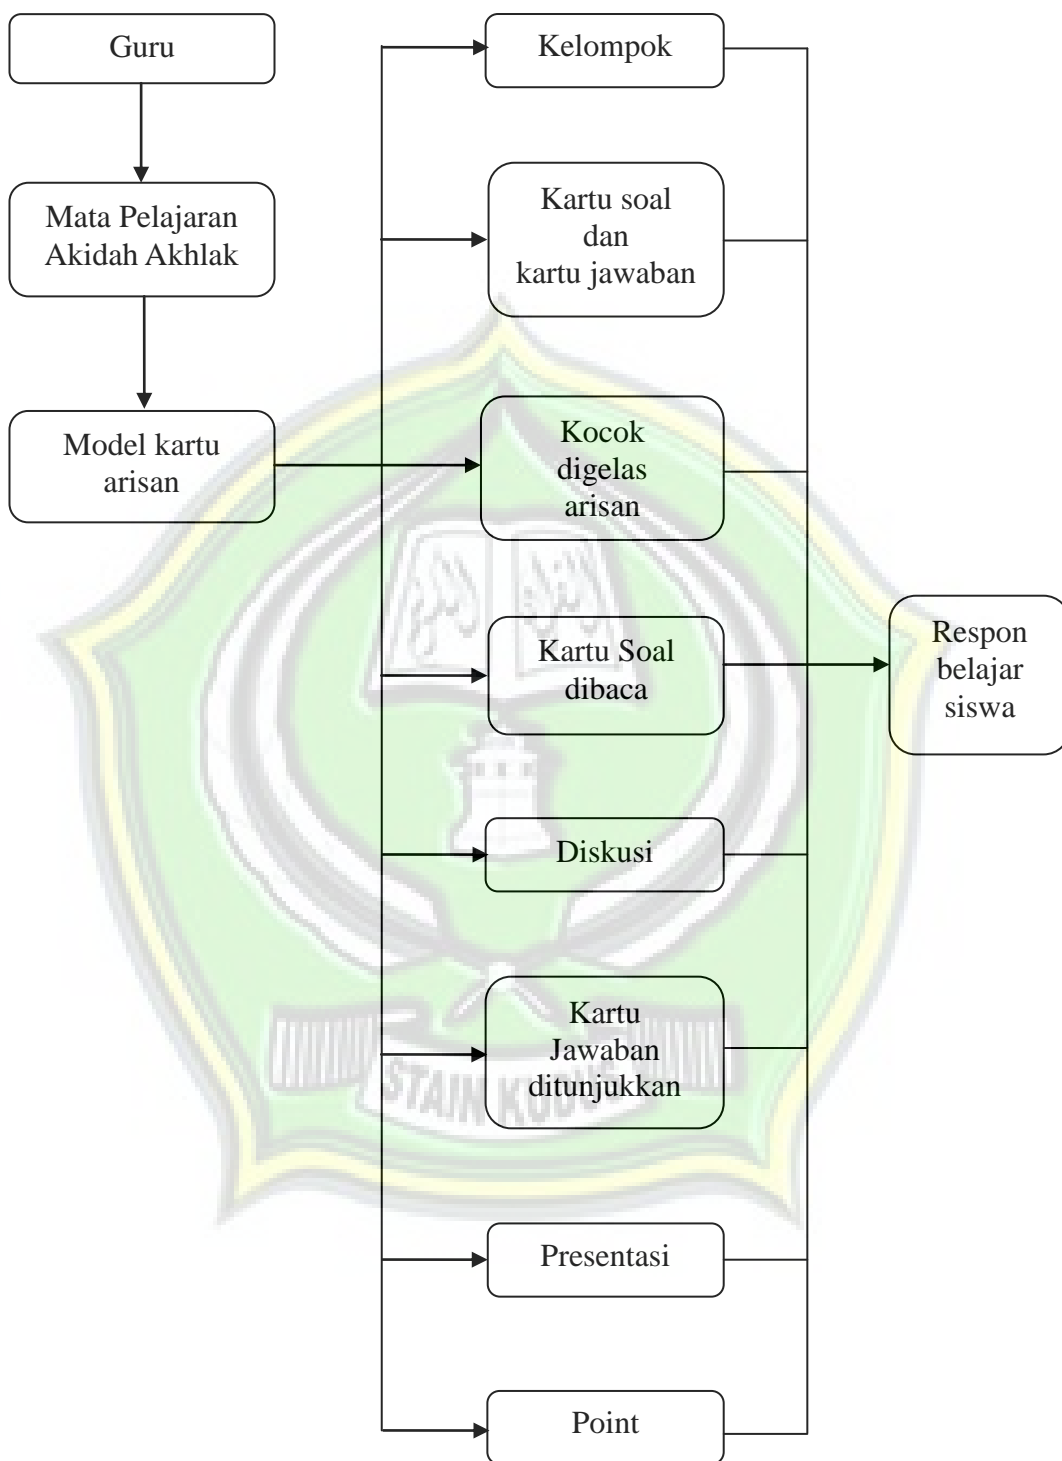 Guru
Mata Pelajaran
Akidah Akhlak
Model kartu
arisan
Kelompok
Kartu soal
dan
kartu jawaban
Kocok
digelas
arisan
Kartu Soal
dibaca
Diskusi
Kartu
Jawaban
ditunjukkan
Presentasi
Point
Respon
belajar
siswa
STAIN KUDUS